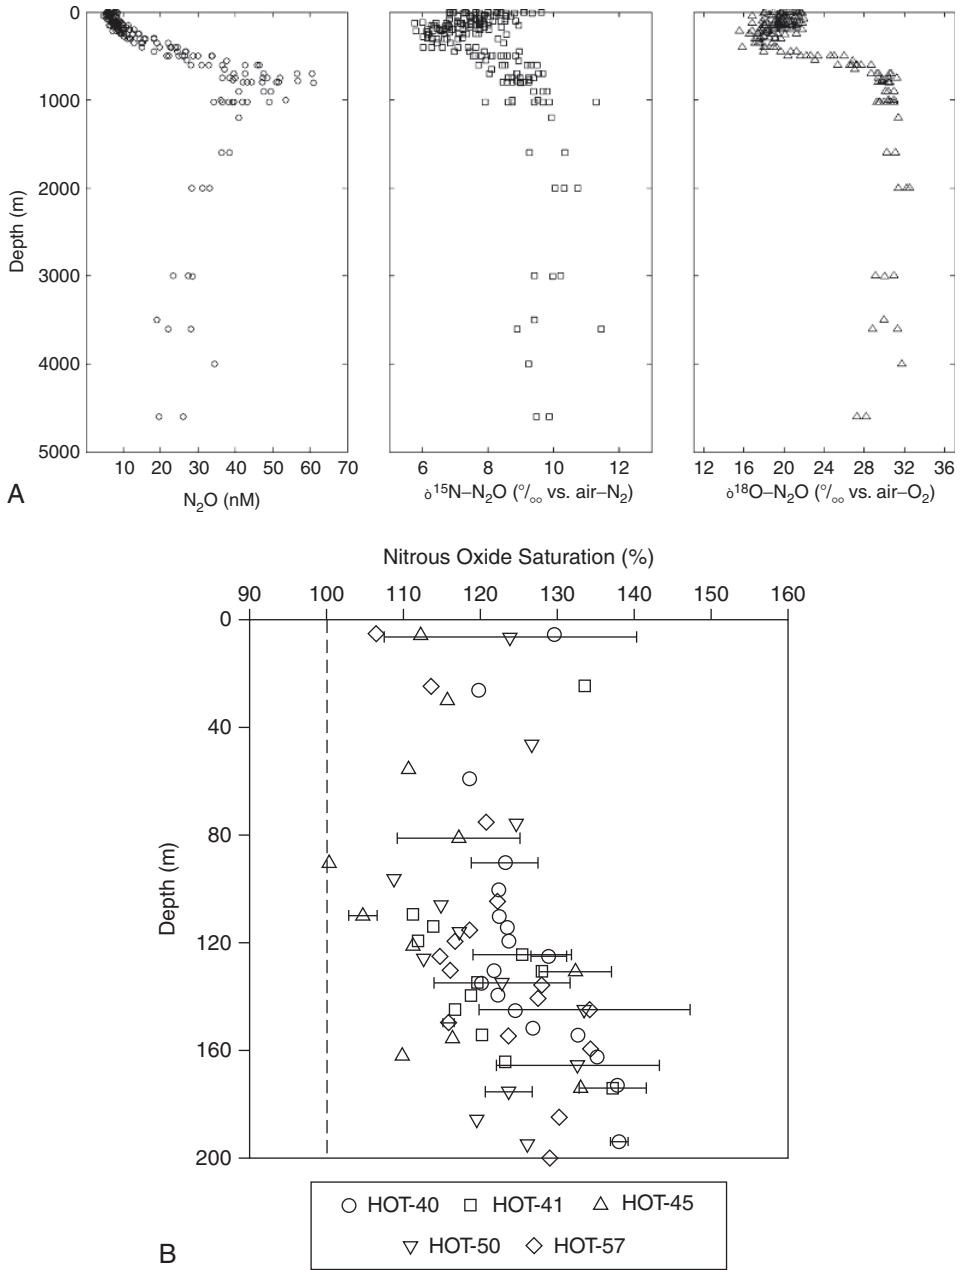 0
1000
2000
3000
4000
5000
Depth (m)
10 20 30 40 50 60 70
N₂O (nM)
6 8 10 12
δ¹⁵N–N₂O (°/ₒₒ vs. air–N₂)
12 16 20 24 28 32 36
δ¹⁸O–N₂O (°/ₒₒ vs. air–O₂)
A
Nitrous Oxide Saturation (%)
90 100 110 120 130 140 150 160
0
40
80
120
160
200
Depth (m)
HOT-40 HOT-41 HOT-45
HOT-50 HOT-57
B